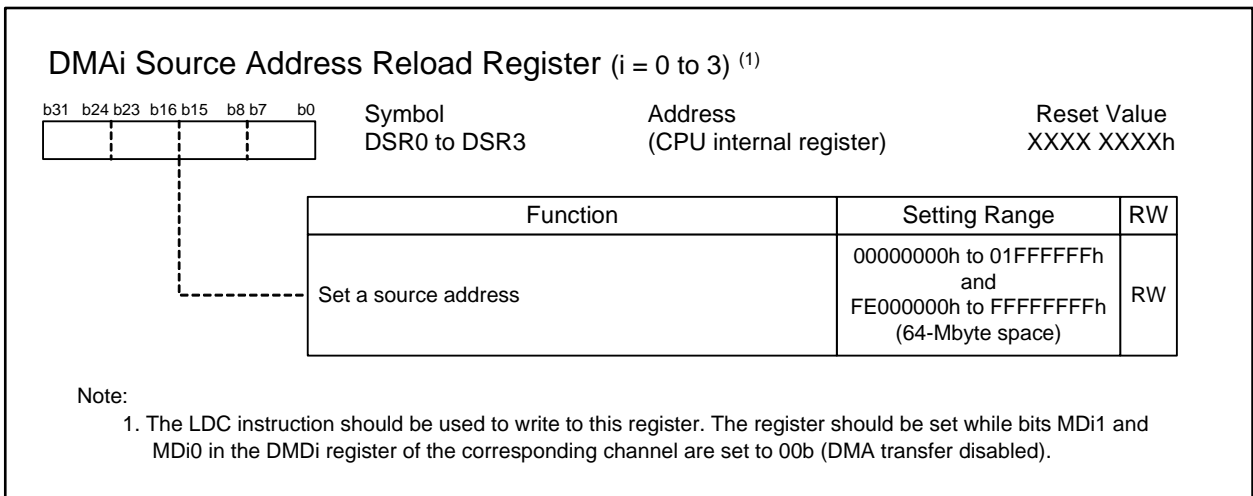 DMAi Source Address Reload Register (i = 0 to 3) (1)
b31 b24 b23 b16 b15 b8 b7 b0
Symbol Address Reset Value
DSR0 to DSR3 (CPU internal register) XXXX XXXXh
Function Setting Range RW
Set a source address
00000000h to 01FFFFFFh
and
FE000000h to FFFFFFFFh
(64-Mbyte space)
RW
Note:
1. The LDC instruction should be used to write to this register. The register should be set while bits MDi1 and
MDi0 in the DMDi register of the corresponding channel are set to 00b (DMA transfer disabled).